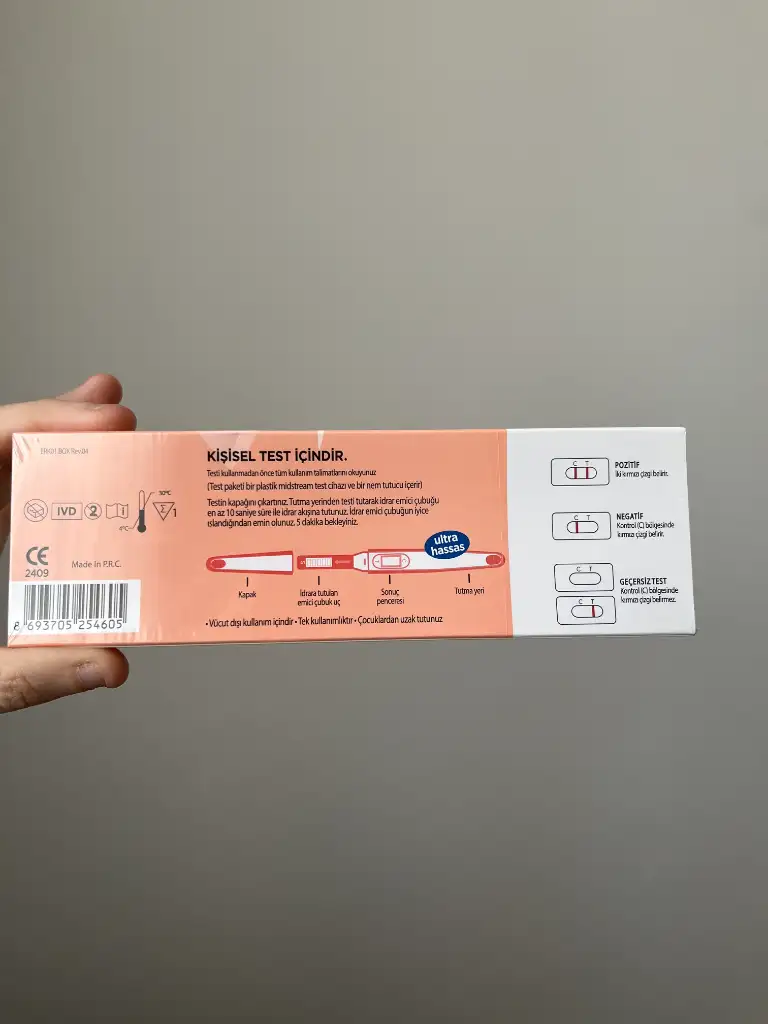 ERK01.BOX Rev.04
IVD 2 i
30°C
4°C
Σ 1
CE
2409
Made in P.R.C.
8 693705 254605
KİŞİSEL TEST İÇİNDİR.
Testi kullanmadan önce tüm kullanım talimatlarını okuyunuz
(Test paketi bir plastik midstream test cihazı ve bir nem tutucu içerir)
Testin kapağını çıkartınız. Tutma yerinden testi tutarak idrar emici çubuğu
en az 10 saniye süre ile idrar akışına tutunuz. İdrar emici çubuğun iyice
ıslandığından emin olunuz. 5 dakika bekleyiniz.
ultra
hassas
Kapak
İdrara tutulan
emici çubuk uç
Sonuç
penceresi
Tutma yeri
• Vücut dışı kullanım içindir • Tek kullanımlıktır • Çocuklardan uzak tutunuz
C T
POZİTİF
İki kırmızı çizgi belirir.
C T
NEGATİF
Kontrol (C) bölgesinde
kırmızı çizgi belirir.
C T
C T
GEÇERSİZ TEST
Kontrol (C) bölgesinde
kırmızı çizgi belirmez.